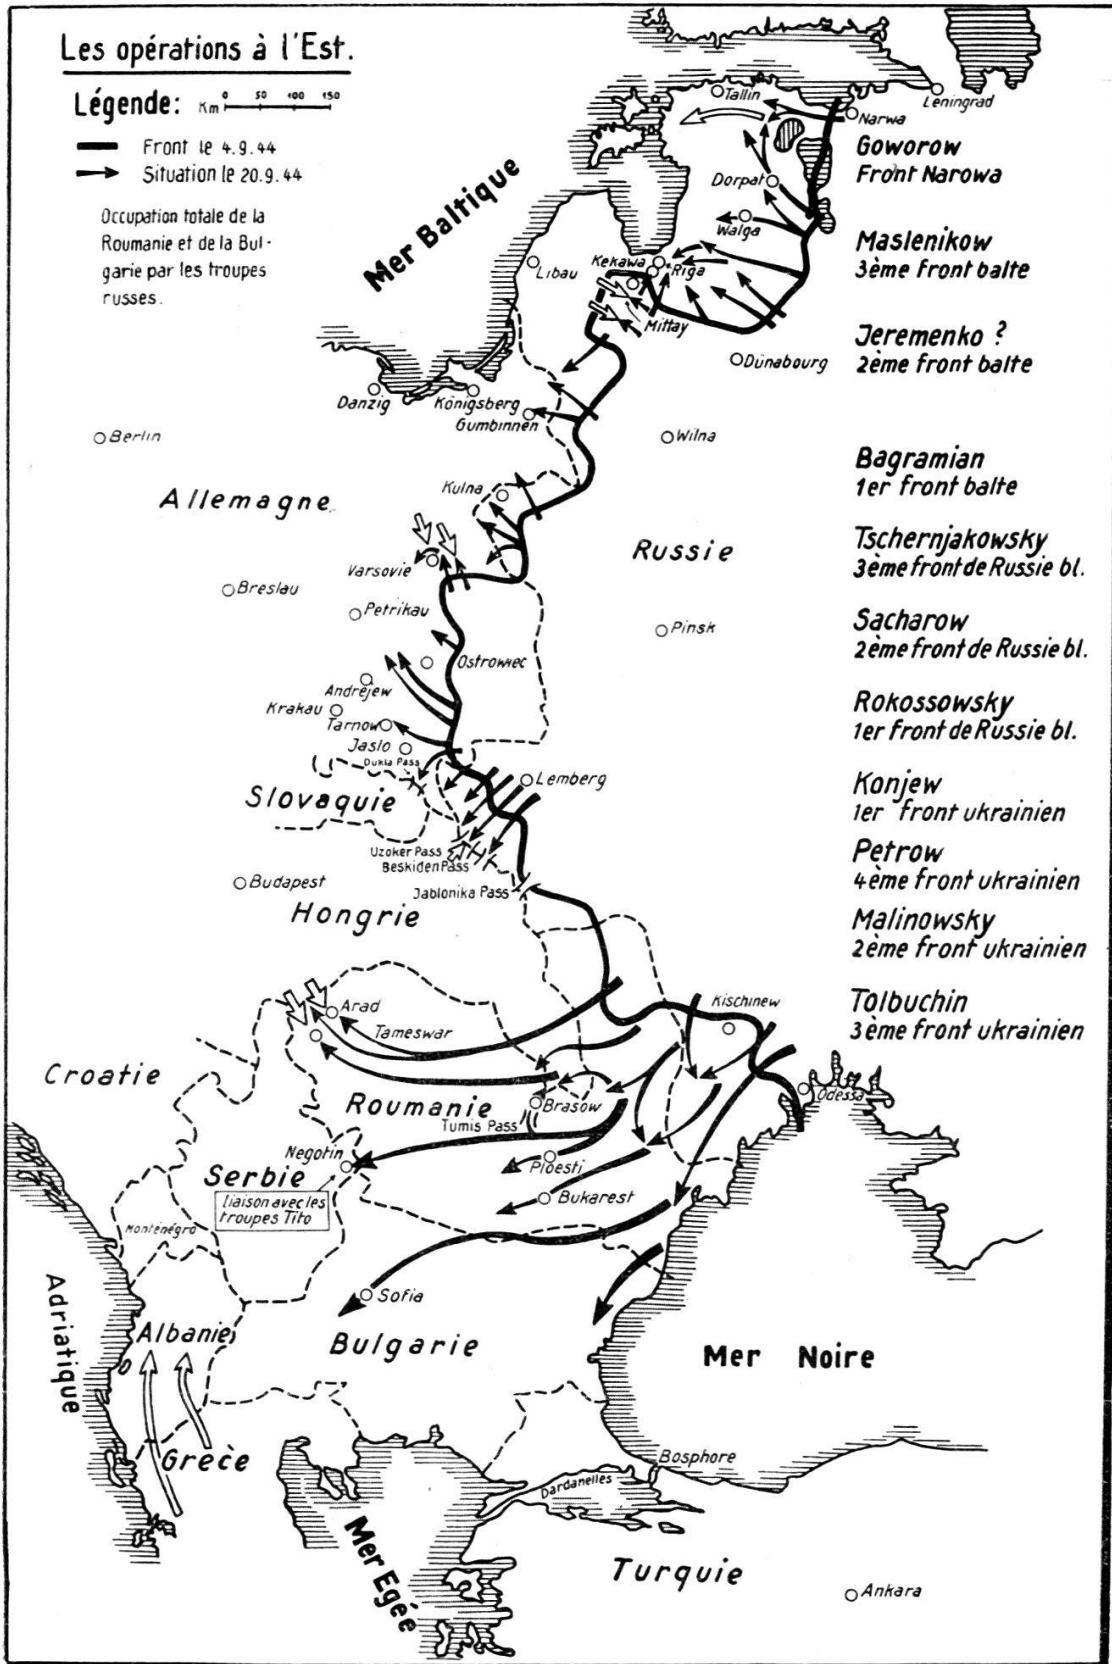 Les opérations à l'Est.
Légende: Km 0 50 100 150
Front le 4.9.44
Situation le 20.9.44
Occupation totale de la
Roumanie et de la Bul-
garie par les troupes
russes.
Mer Baltique
Tallin
Leningrad
Narwa
Goworow
Front Narowa
Dorpat
Walga
Maslenikow
3ème front balte
Kekawa
Riga
Libau
Mittay
Jeremenko ?
2ème front balte
Dünabourg
Danzig
Königsberg
Gumbinnen
Berlin
Wilna
Bagramian
1er front balte
Kulna
Allemagne
Russie
Tschernjakowsky
3ème front de Russie bl.
Varsovie
Breslau
Petrikau
Pinsk
Sacharow
2ème front de Russie bl.
Ostrowiec
Andrejew
Krakau
Tarnow
Rokossowsky
1er front de Russie bl.
Jaslo
Dukla Pass
Lemberg
Slovaquie
Konjew
1er front ukrainien
Uzoker Pass
Beskiden Pass
Petrow
4ème front ukrainien
Budapest
Jablonika Pass
Hongrie
Malinowsky
2ème front ukrainien
Arad
Kischinew
Tolbuchin
3ème front ukrainien
Tameswar
Croatie
Odessa
Roumanie
Brasow
Tumis Pass
Negotin
Ploesti
Serbie
Bukarest
liaison avec les
troupes Tito
Monténégro
Sofia
Adriatique
Albanie
Bulgarie
Mer Noire
Grèce
Bosphore
Dardanelles
Mer Egée
Turquie
Ankara